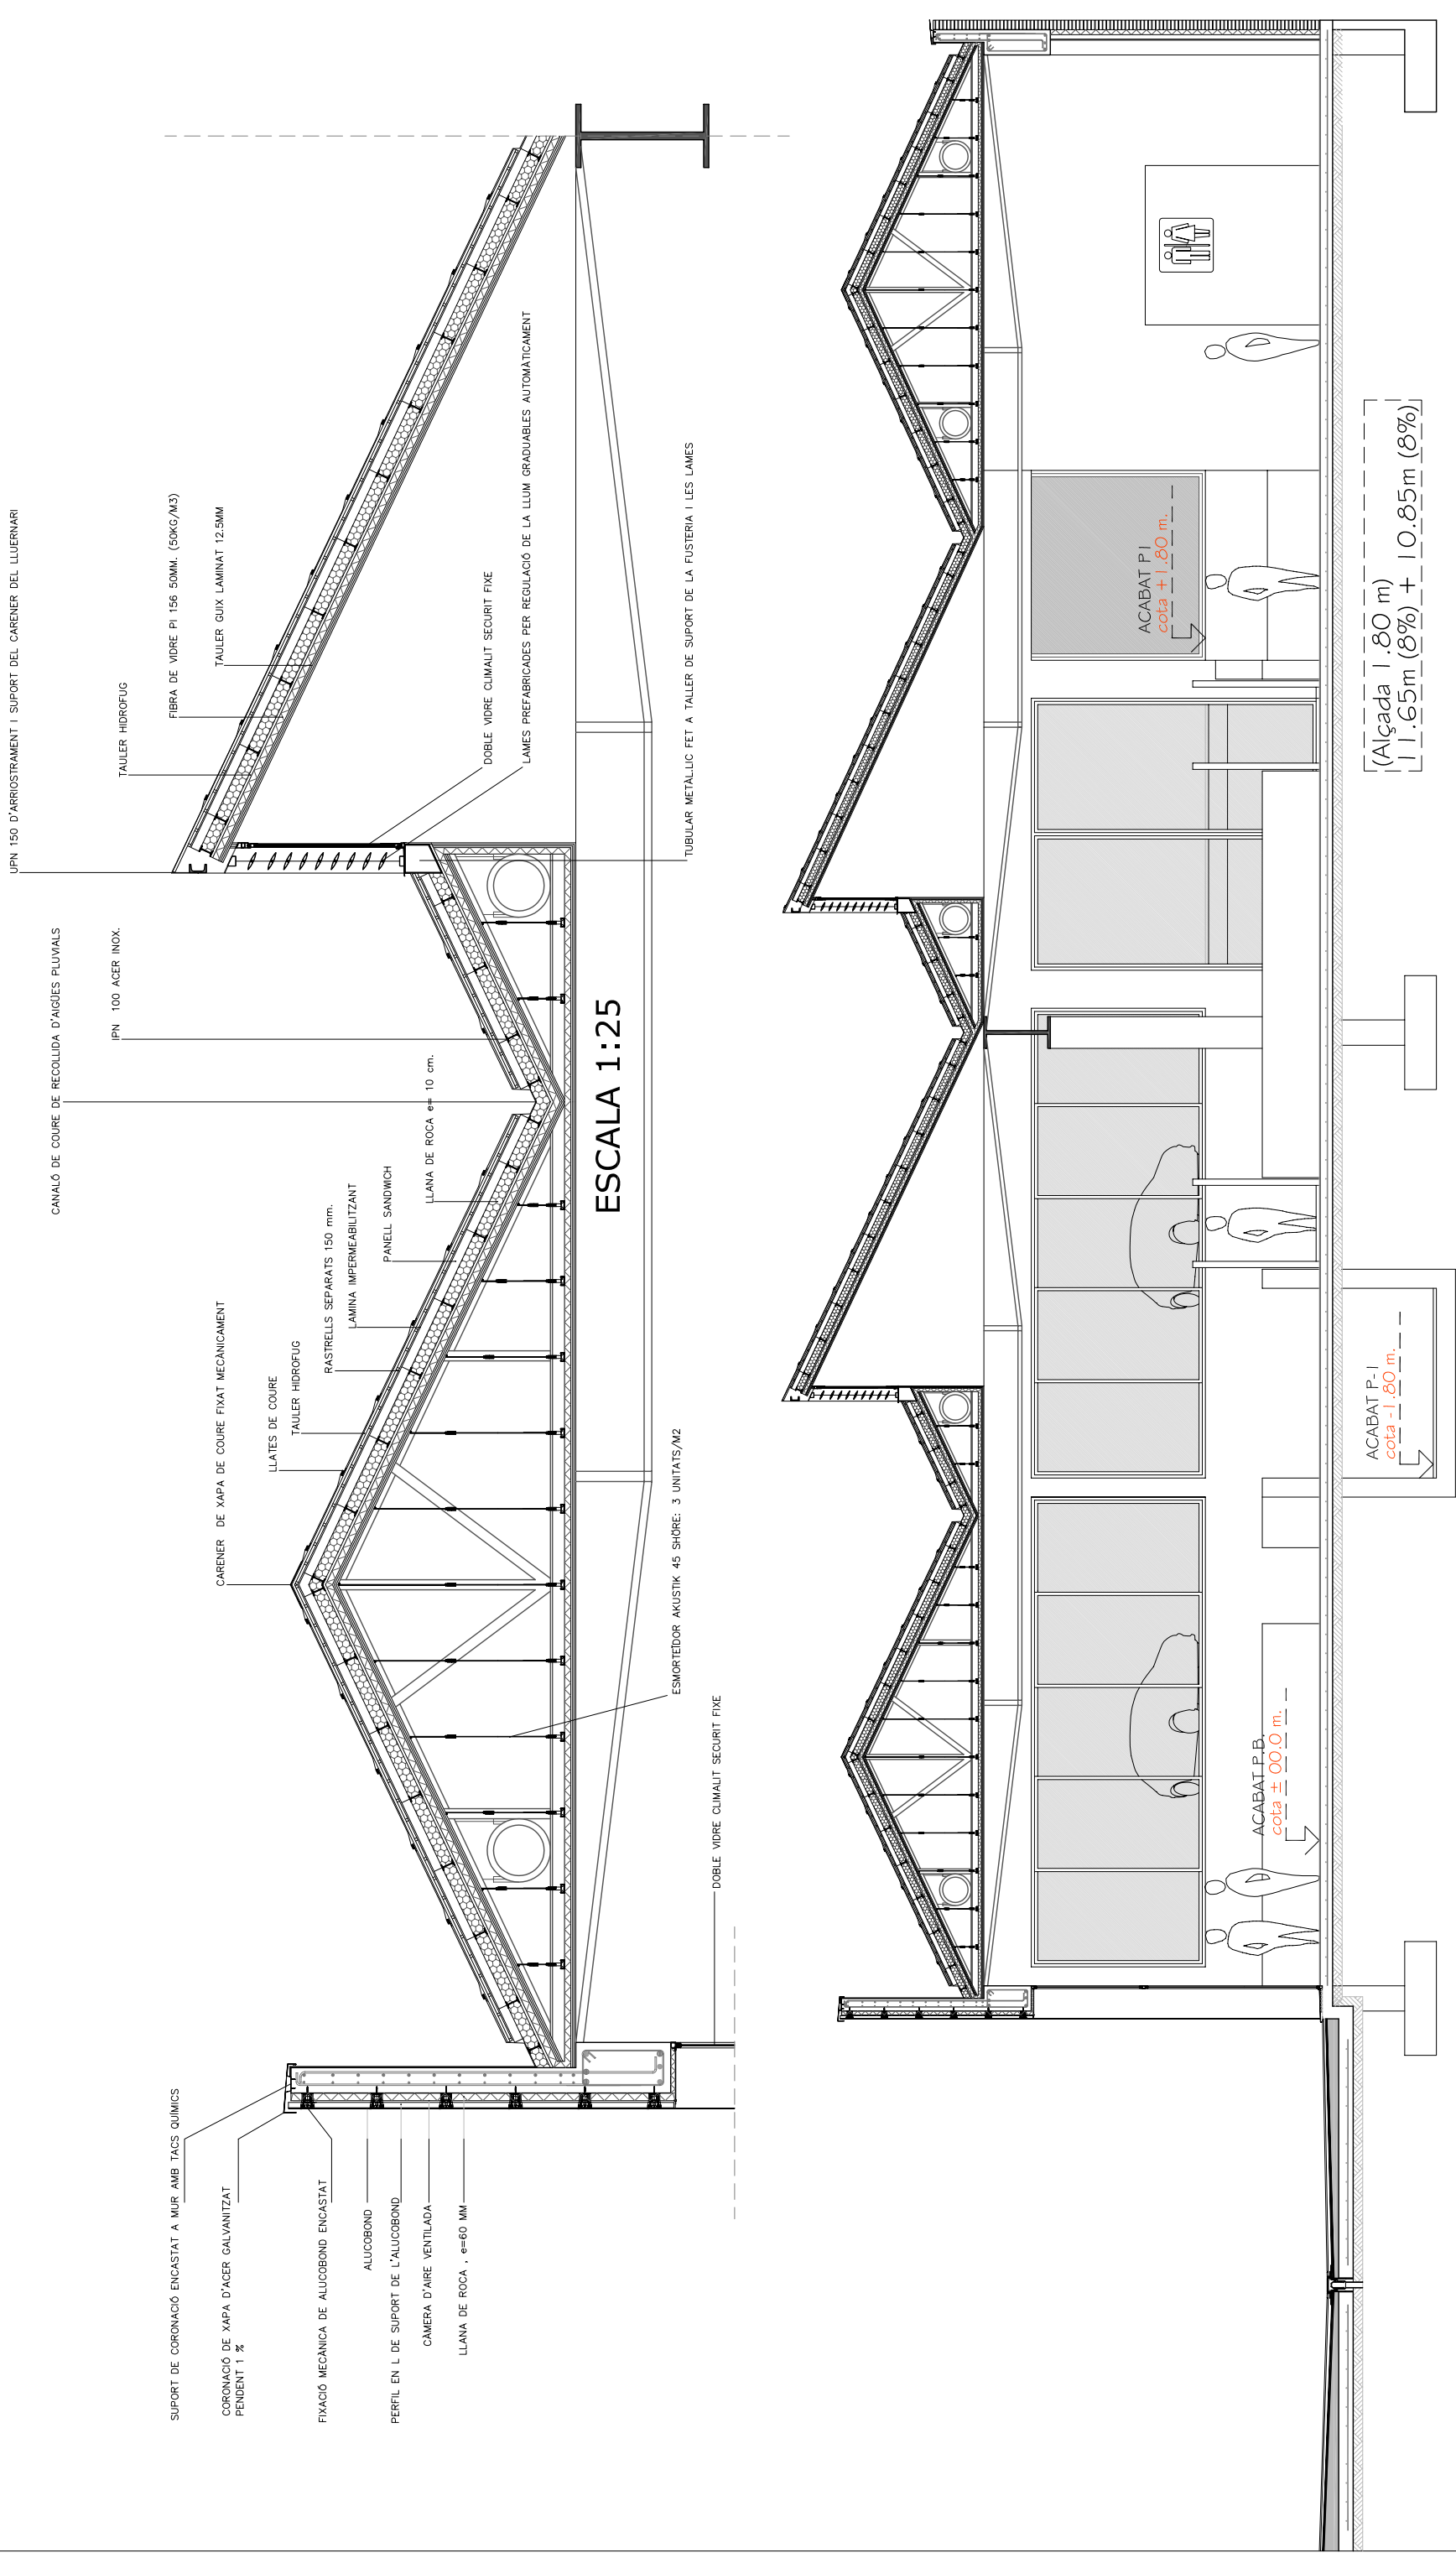 SUPORT DE CORONACIÓ ENCASTAT A MUR AMB TACS QUÍMICS
CORONACIÓ DE XAPA D'ACER GALVANITZAT
PENDENT 1 %
FIXACIÓ MECÀNICA DE ALUCOBOND ENCASTAT
ALUCOBOND
PERFIL EN L DE SUPORT DE L'ALUCOBOND
CÀMERA D'AIRE VENTILADA
LLANA DE ROCA , e=60 MM
DOBLE VIDRE CLIMALIT SECURIT FIXE
CARENER DE XAPA DE COURE FIXAT MECÀNICAMENT
LLATES DE COURE
TAULER HIDROFUG
RASTRELLS SEPARATS 150 mm.
LAMINA IMPERMEABILITZANT
PANELL SANDWICH
LLANA DE ROCA e= 10 cm.
ESMORTEÏDOR AKUSTIK 45 SHORE: 3 UNITATS/M2
ESCALA 1:25
CANALÓ DE COURE DE RECOLLIDA D'AIGÜES PLUVIALS
IPN 100 ACER INOX.
UPN 150 D'ARRIOSTRAMENT I SUPORT DEL CARENER DEL LLUERNARI
TAULER HIDROFUG
FIBRA DE VIDRE PI 156 50MM. (50KG/M3)
TAULER GUIX LAMINAT 12.5MM
DOBLE VIDRE CLIMALIT SECURIT FIXE
LAMES PREFABRICADES PER REGULACIÓ DE LA LLUM GRADUABLES AUTOMÀTICAMENT
TUBULAR METÀL.LIC FET A TALLER DE SUPORT DE LA FUSTERIA I LES LAMES
ACABAT P.B.
cota ± 00.0 m.
ACABAT P-1
cota -1.80 m.
ACABAT P1
cota +1.80 m.
(Alçada 1.80 m)
11.65m (8%) + 10.85m (8%)